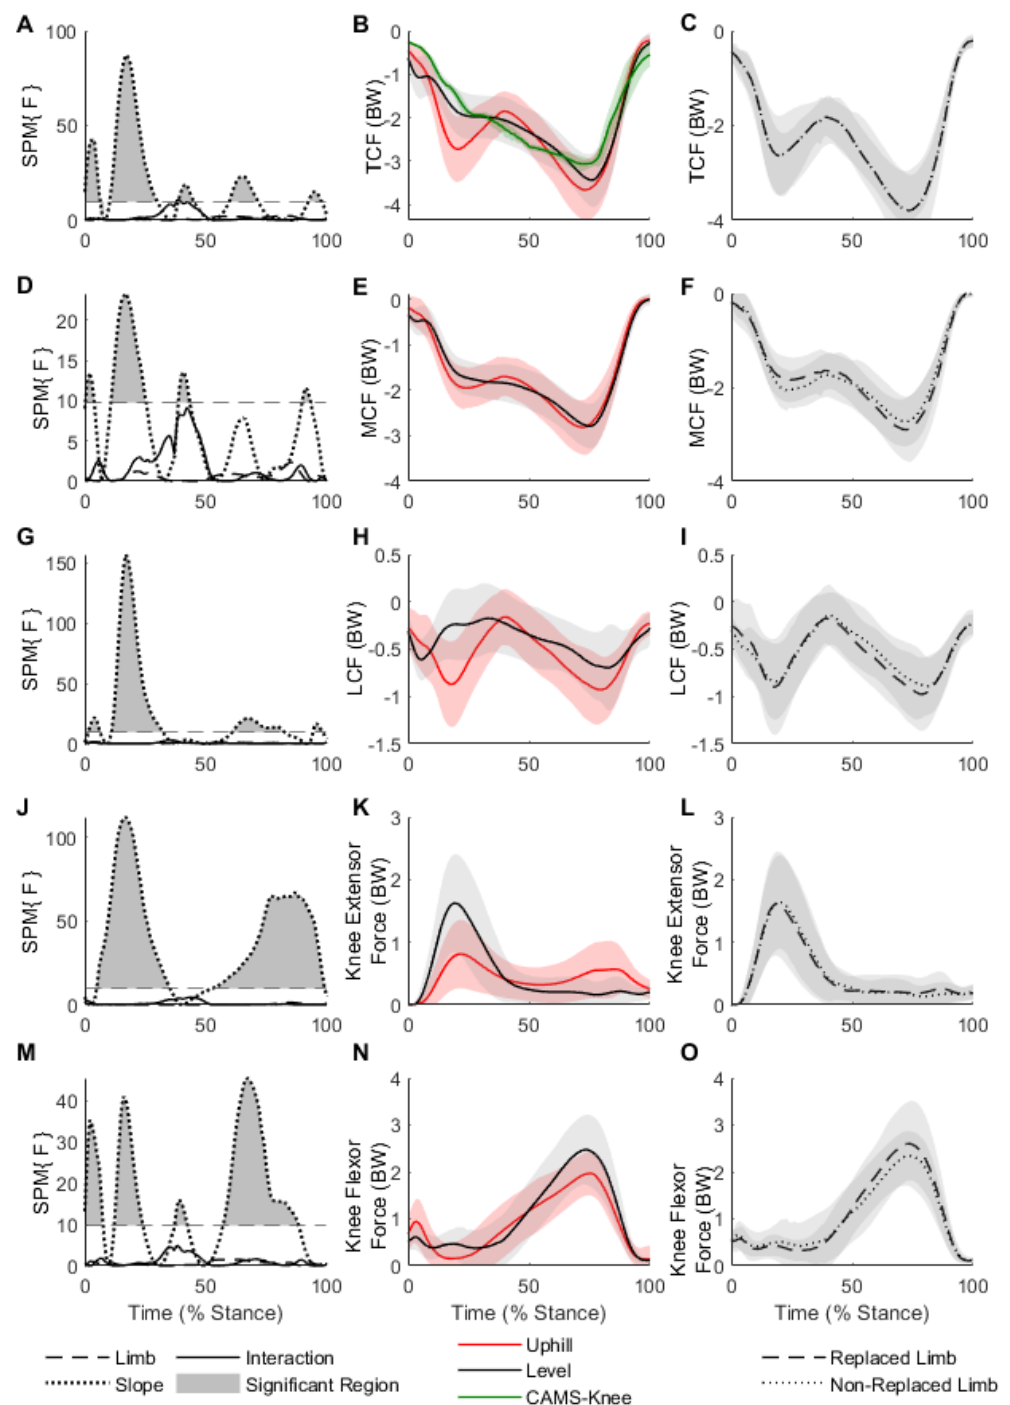 A B C
100 0 0
SPM{ F } TCF (BW) TCF (BW)
-1
50 -2 -2
-3
0 -4 -4
0 50 100 0 50 100 0 50 100
D E F
20 0 0
SPM{ F } MCF (BW) MCF (BW)
15 -1
10 -2 -2
5 -3
0 -4 -4
0 50 100 0 50 100 0 50 100
G H I
150 0.5 0.5
SPM{ F } LCF (BW) LCF (BW)
100 0 0
-0.5 -0.5
50 -1 -1
0 -1.5 -1.5
0 50 100 0 50 100 0 50 100
J K L
100 3 3
SPM{ F } Knee Extensor Force (BW) Knee Extensor Force (BW)
2 2
50 1 1
0 0 0
0 50 100 0 50 100 0 50 100
M N O
40 4 4
SPM{ F } Knee Flexor Force (BW) Knee Flexor Force (BW)
30 3 3
20 2 2
10 1 1
0 0 0
0 50 100 0 50 100 0 50 100
Time (% Stance) Time (% Stance) Time (% Stance)
Limb Interaction Uphill Replaced Limb
Slope Significant Region Level Non-Replaced Limb
CAMS-Knee